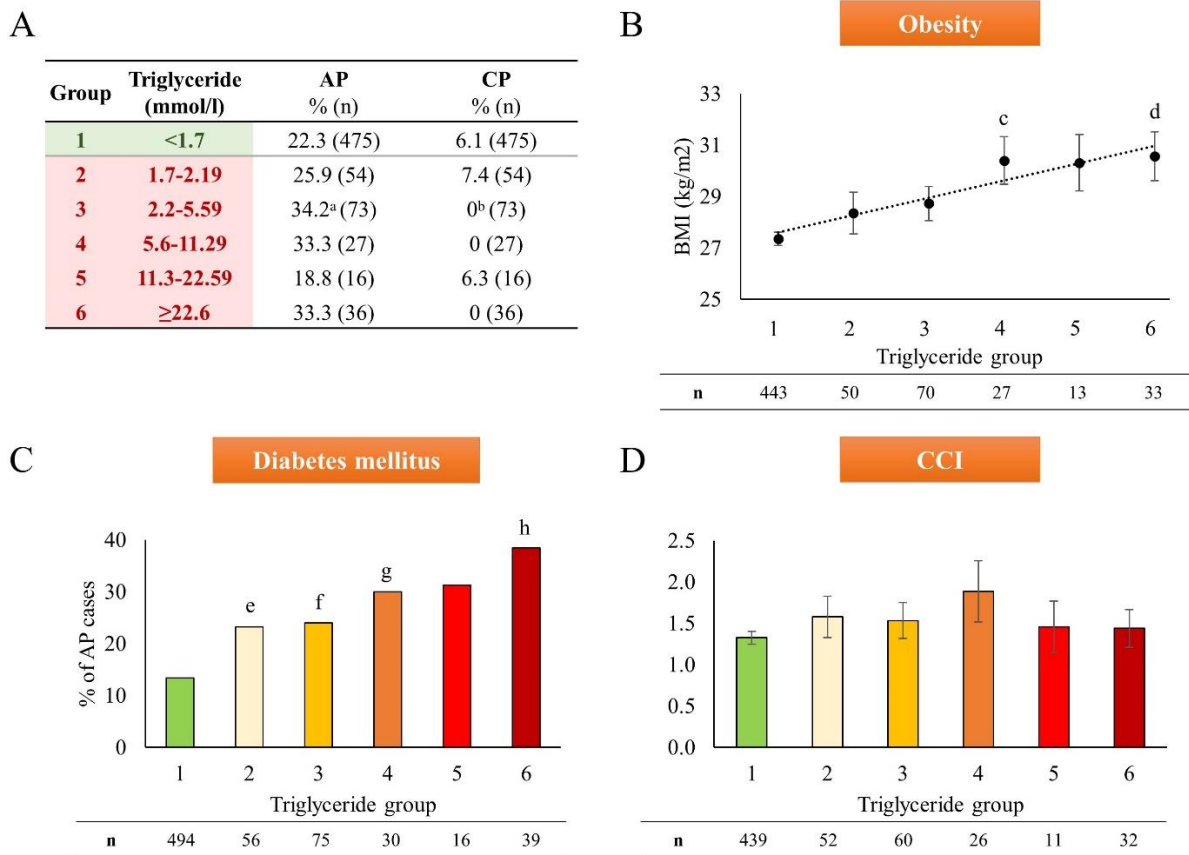 A
Group Triglyceride (mmol/l) AP % (n) CP % (n)
1 <1.7 22.3 (475) 6.1 (475)
2 1.7-2.19 25.9 (54) 7.4 (54)
3 2.2-5.59 34.2ᵃ (73) 0ᵇ (73)
4 5.6-11.29 33.3 (27) 0 (27)
5 11.3-22.59 18.8 (16) 6.3 (16)
6 ≥22.6 33.3 (36) 0 (36)
B
Obesity
BMI (kg/m2)
33
31
29
27
25
c
d
1 2 3 4 5 6
Triglyceride group
n 443 50 70 27 13 33
C
Diabetes mellitus
% of AP cases
40
30
20
10
0
e
f
g
h
1 2 3 4 5 6
Triglyceride group
n 494 56 75 30 16 39
D
CCI
2.5
2.0
1.5
1.0
0.5
0.0
1 2 3 4 5 6
Triglyceride group
n 439 52 60 26 11 32